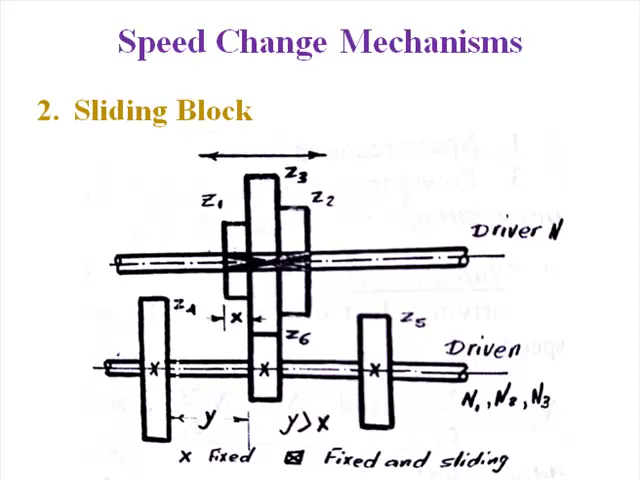 Speed Change Mechanisms
2. Sliding Block
Z3
Z1
Z2
Driver N
Z4
x
Z6
Z5
Driven
N1, N2, N3
y
y>x
x Fixed
Fixed and sliding